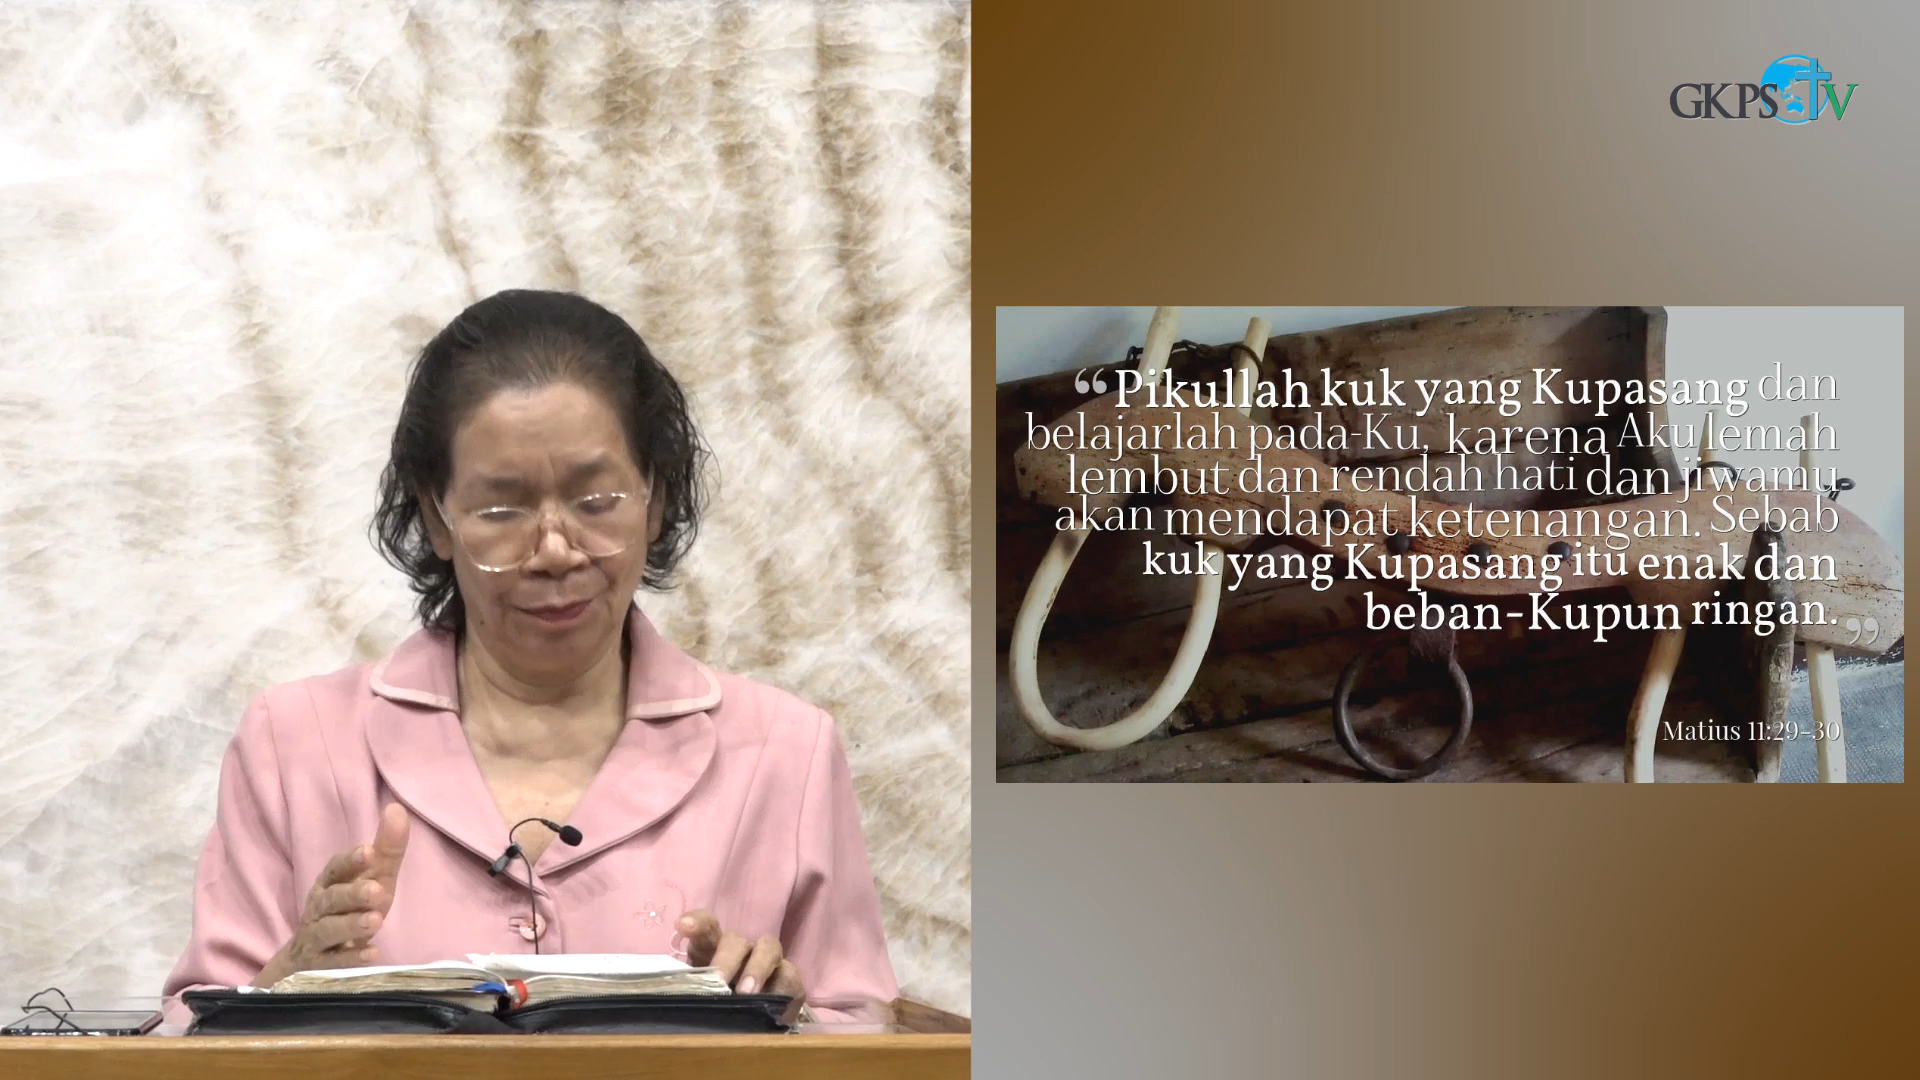 GKPS TV
“Pikullah kuk yang Kupasang dan
belajarlah pada-Ku, karena Aku lemah
lembut dan rendah hati dan jiwamu
akan mendapat ketenangan. Sebab
kuk yang Kupasang itu enak dan
beban-Kupun ringan.”
Matius 11:29-30